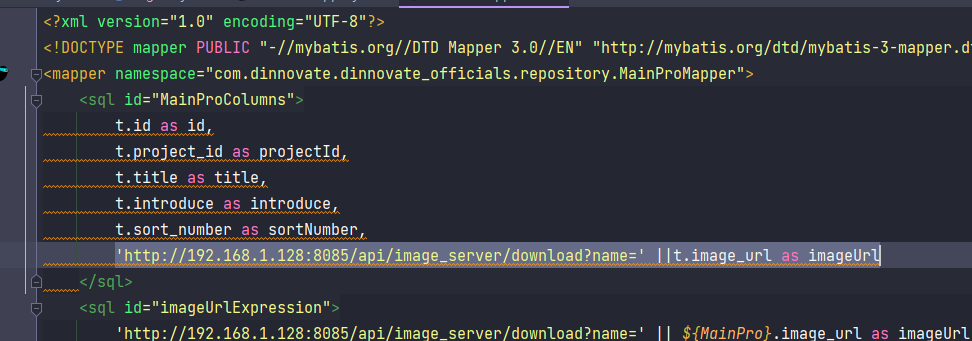 <?xml version="1.0" encoding="UTF-8"?>
<!DOCTYPE mapper PUBLIC "-//mybatis.org//DTD Mapper 3.0//EN" "http://mybatis.org/dtd/mybatis-3-mapper.d
<mapper namespace="com.dinnovate.dinnovate_officials.repository.MainProMapper">
<sql id="MainProColumns">
t.id as id,
t.project_id as projectId,
t.title as title,
t.introduce as introduce,
t.sort_number as sortNumber,
'http://192.168.1.128:8085/api/image_server/download?name=' ||t.image_url as imageUrl
</sql>
<sql id="imageUrlExpression">
'http://192.168.1.128:8085/api/image_server/download?name=' || ${MainPro}.image_url as imageUrl